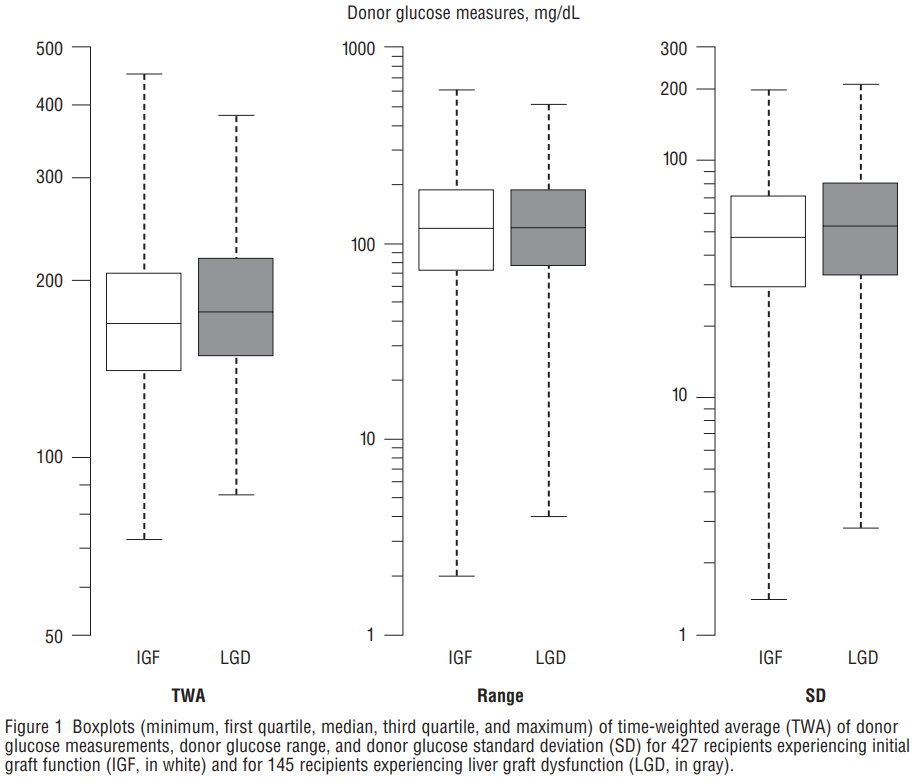 Donor glucose measures, mg/dL
500
400
300
200
100
50
IGF LGD
TWA
1000
100
10
1
IGF LGD
Range
300
200
100
10
1
IGF LGD
SD
Figure 1 Boxplots (minimum, first quartile, median, third quartile, and maximum) of time-weighted average (TWA) of donor
glucose measurements, donor glucose range, and donor glucose standard deviation (SD) for 427 recipients experiencing initial
graft function (IGF, in white) and for 145 recipients experiencing liver graft dysfunction (LGD, in gray).